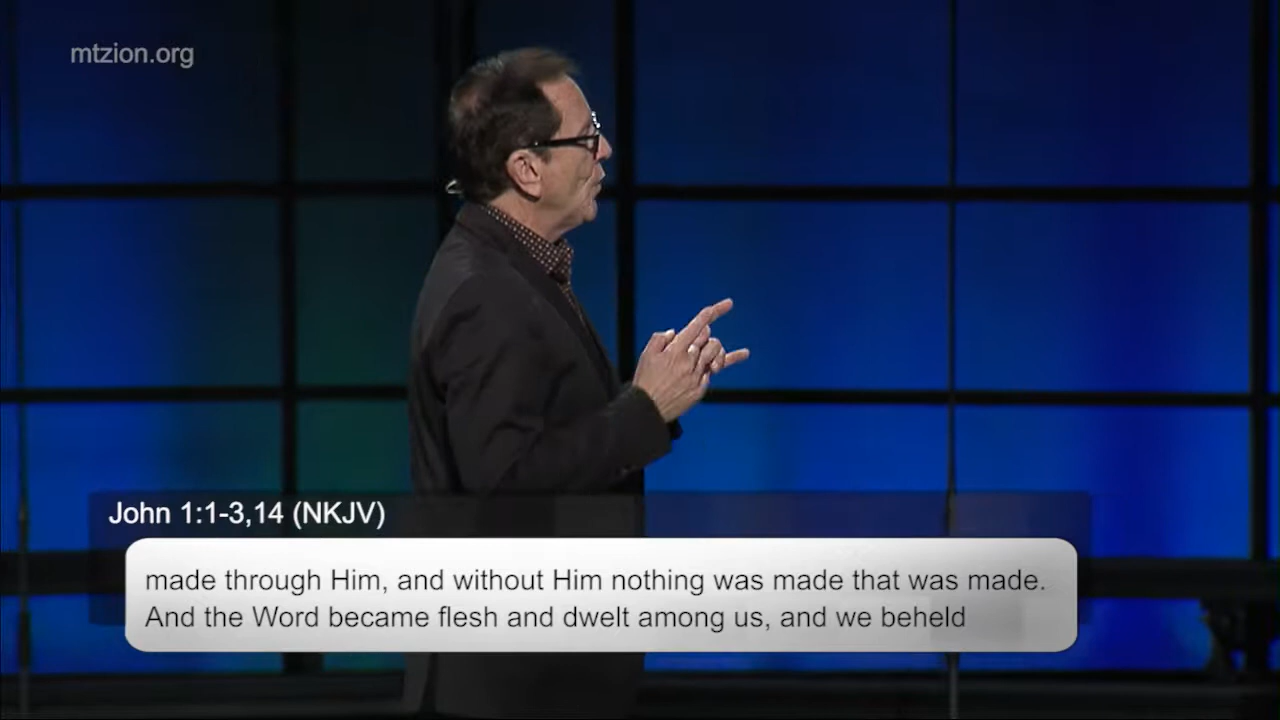 mtzion.org
John 1:1-3,14 (NKJV)
made through Him, and without Him nothing was made that was made.
And the Word became flesh and dwelt among us, and we beheld